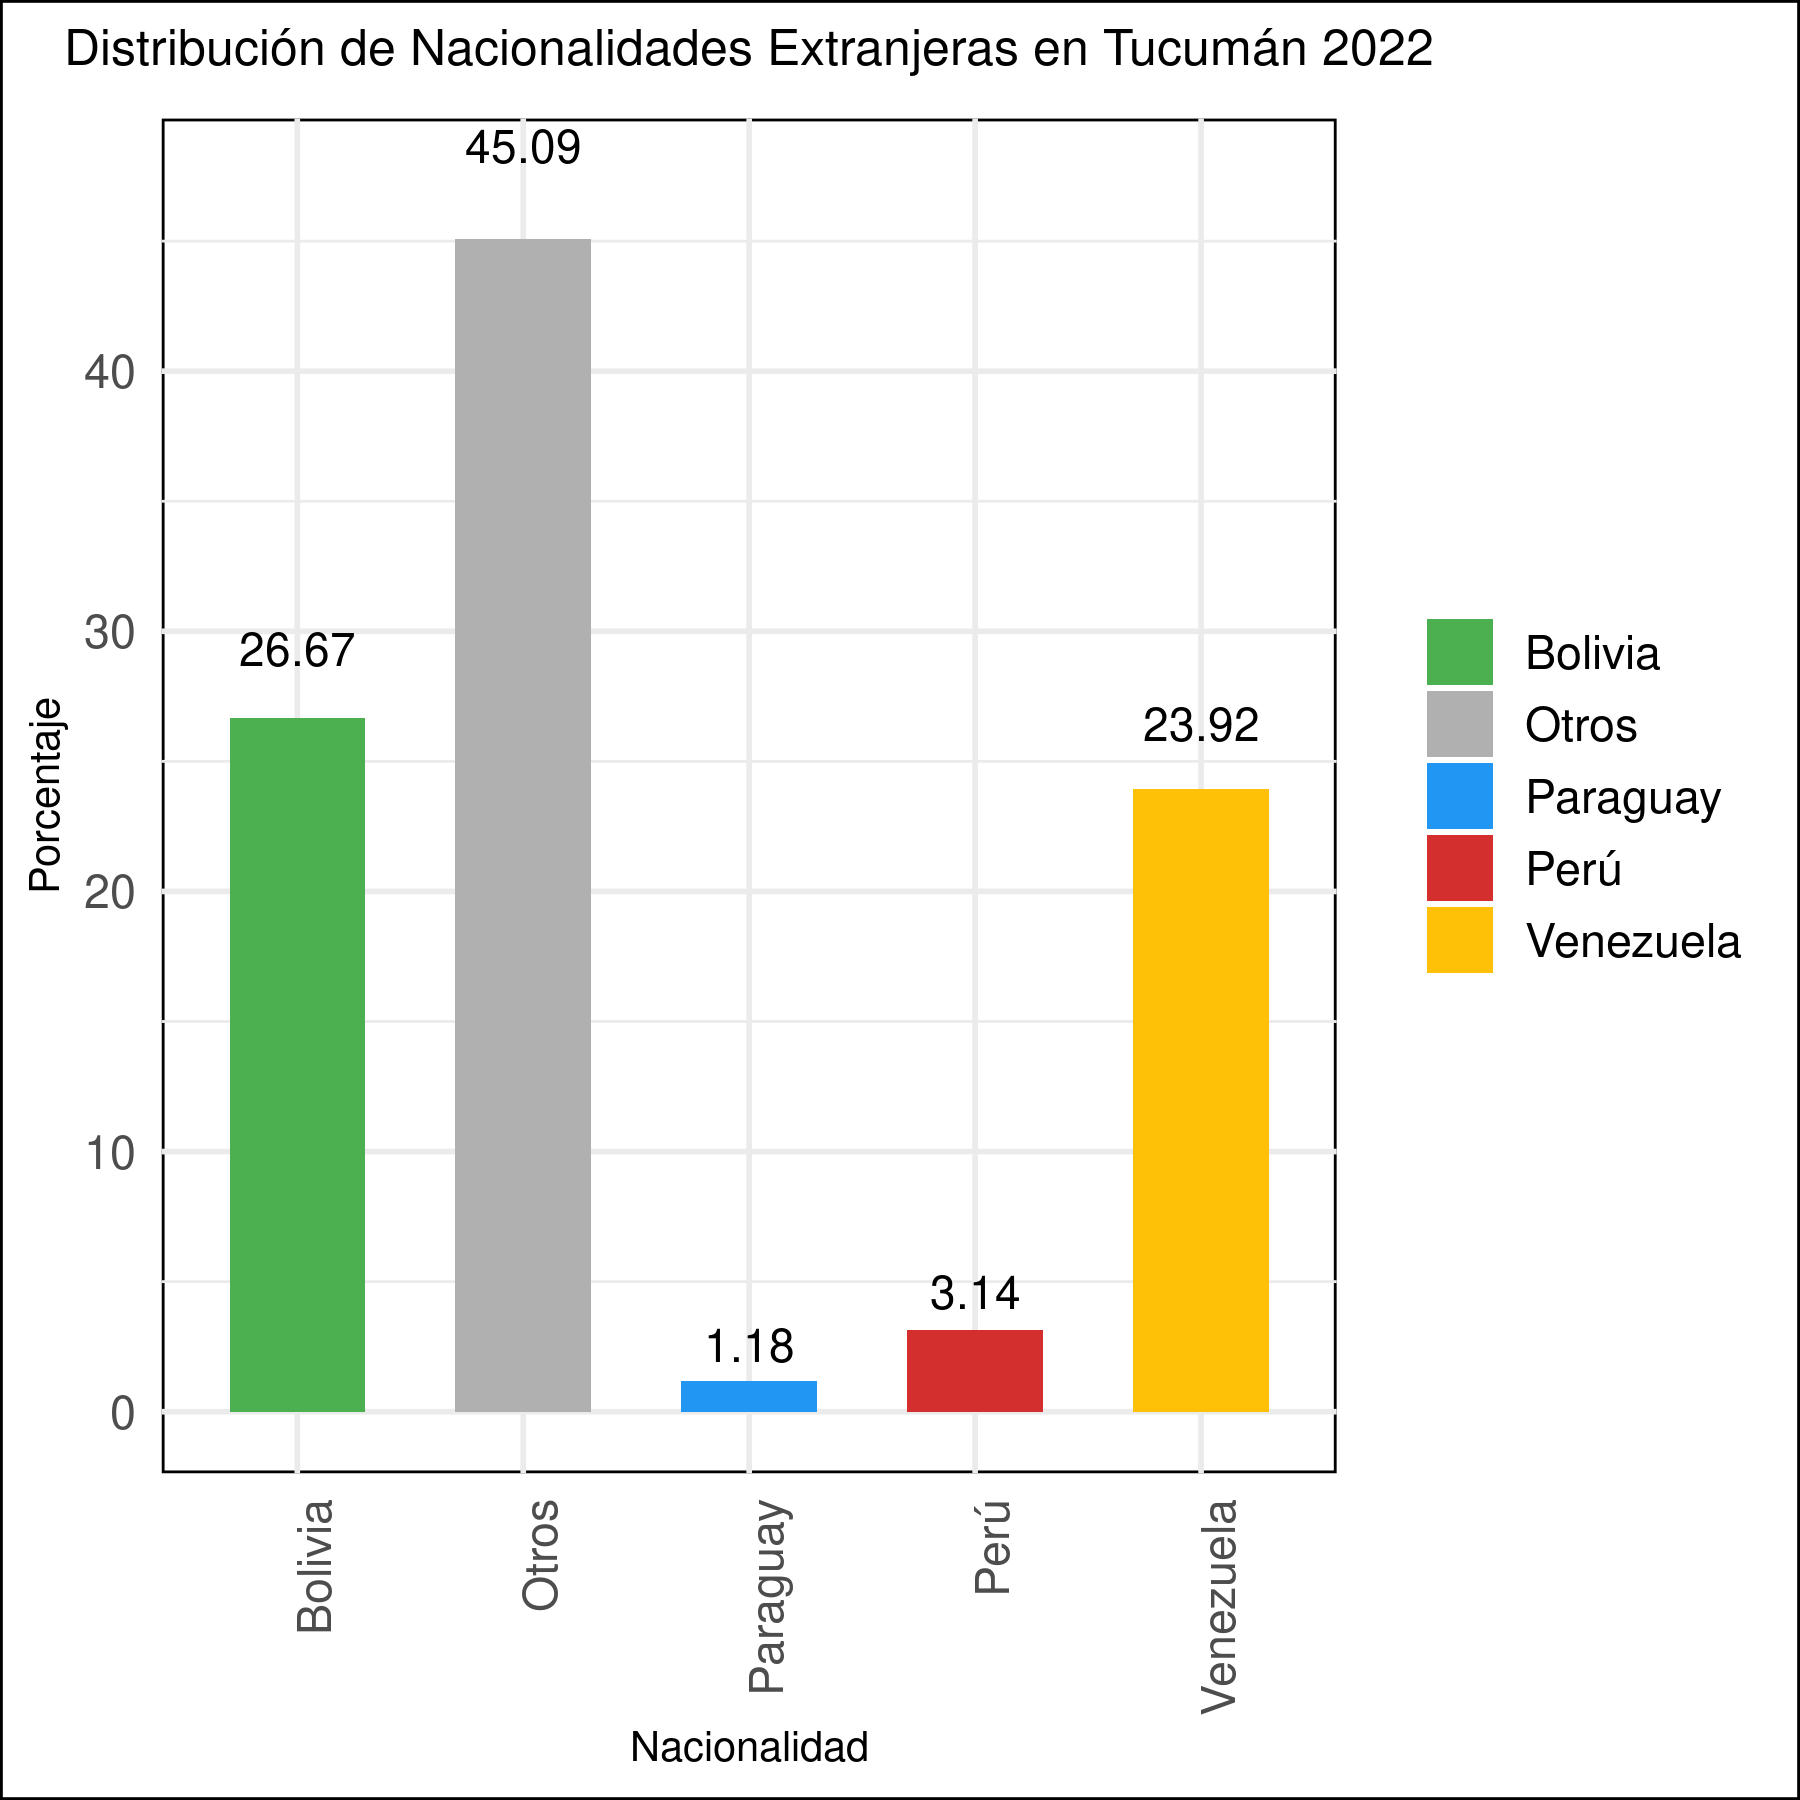 Distribución de Nacionalidades Extranjeras en Tucumán 2022
45.09
40
30
26.67
23.92
20
10
3.14
1.18
0
Porcentaje
Bolivia
Otros
Paraguay
Perú
Venezuela
Nacionalidad
Bolivia
Otros
Paraguay
Perú
Venezuela